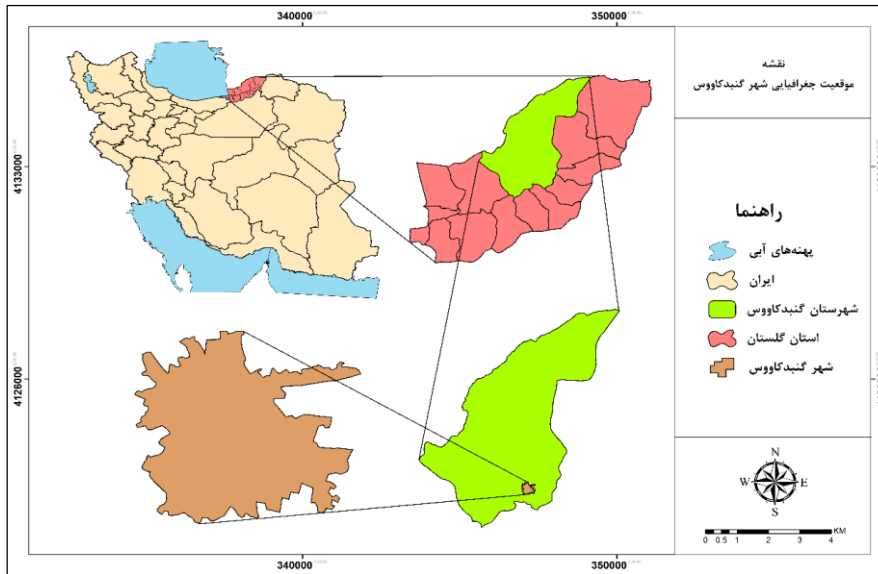 340000
350000
نقشه
موقعیت جغرافیایی شهر گنبدکاووس
4133000
راهنما
پهنه‌های آبی
ایران
شهرستان گنبدکاووس
استان گلستان
شهر گنبدکاووس
4126000
N
W
E
S
0 0.5 1 2 3 4 KM
340000
350000